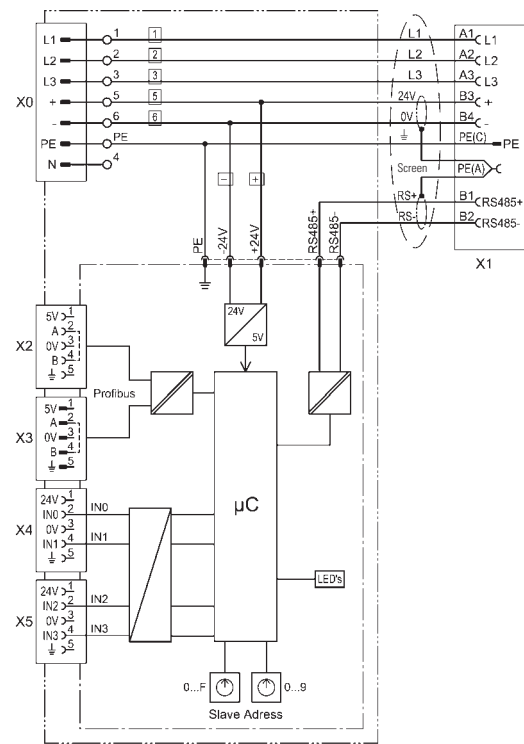 L1 1 1 L1 A1 L1
L2 2 2 L2 A2 L2
L3 3 3 L3 A3 L3
X0 + 5 5 24V B3 +
- 6 6 0V B4 -
PE PE PE(C) PE
N 4
Screen PE(A)
- +
RS+ B1 RS485+
RS- B2 RS485-
X1
PE -24V +24V RS485+ RS485-
24V
5V
X2
5V 1
A 2
0V 3
B 4
5
Profibus
X3
5V 1
A 2
0V 3
B 4
5
µC
X4
24V 1
IN0 2 IN0
0V 3
IN1 4 IN1
5
X5
24V 1
IN2 2 IN2
0V 3
IN3 4 IN3
5
LED's
0...F 0...9
Slave Adress